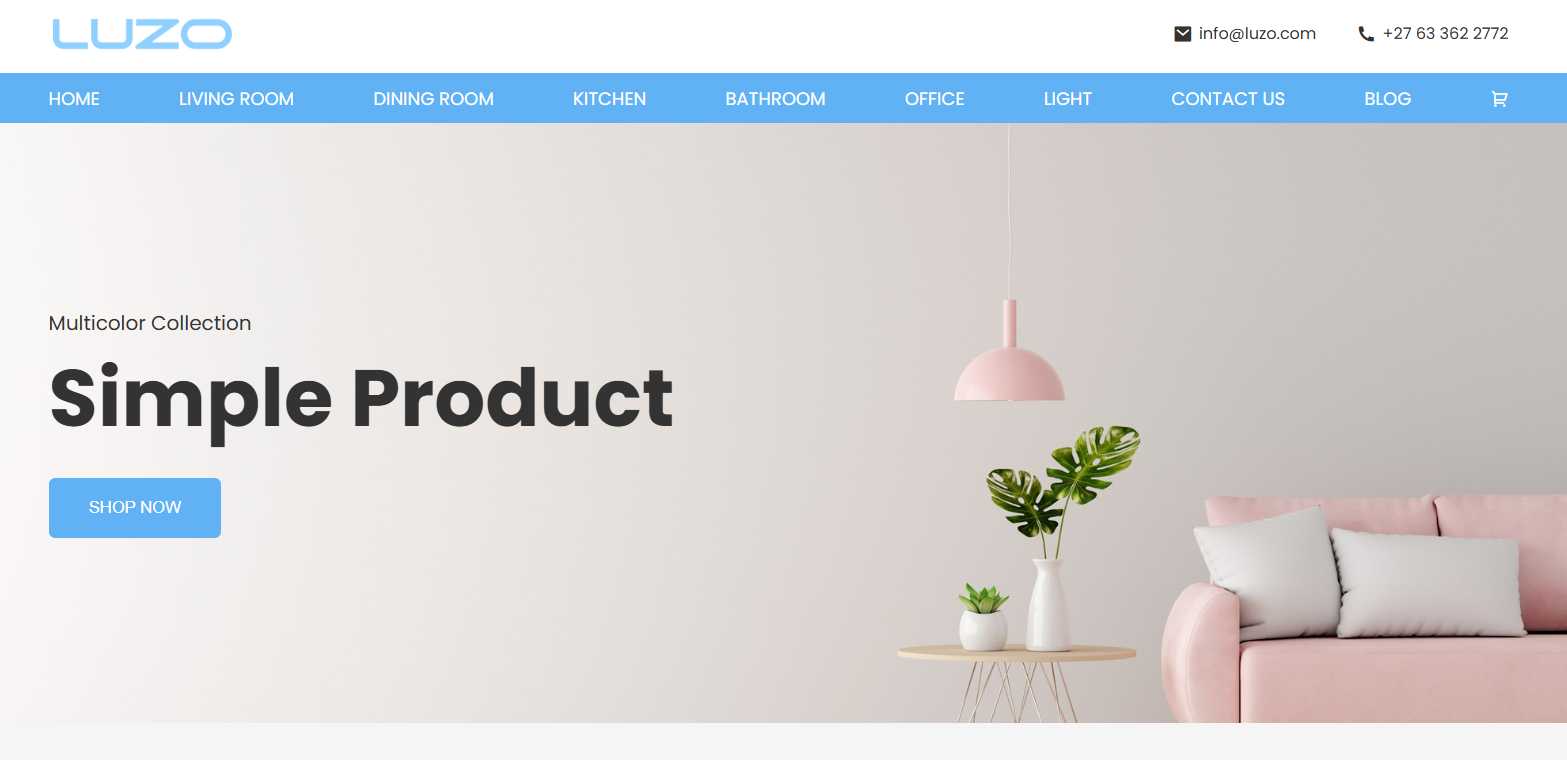 LUZO
info@luzo.com
+27 63 362 2772
HOME
LIVING ROOM
DINING ROOM
KITCHEN
BATHROOM
OFFICE
LIGHT
CONTACT US
BLOG
Multicolor Collection
Simple Product
SHOP NOW